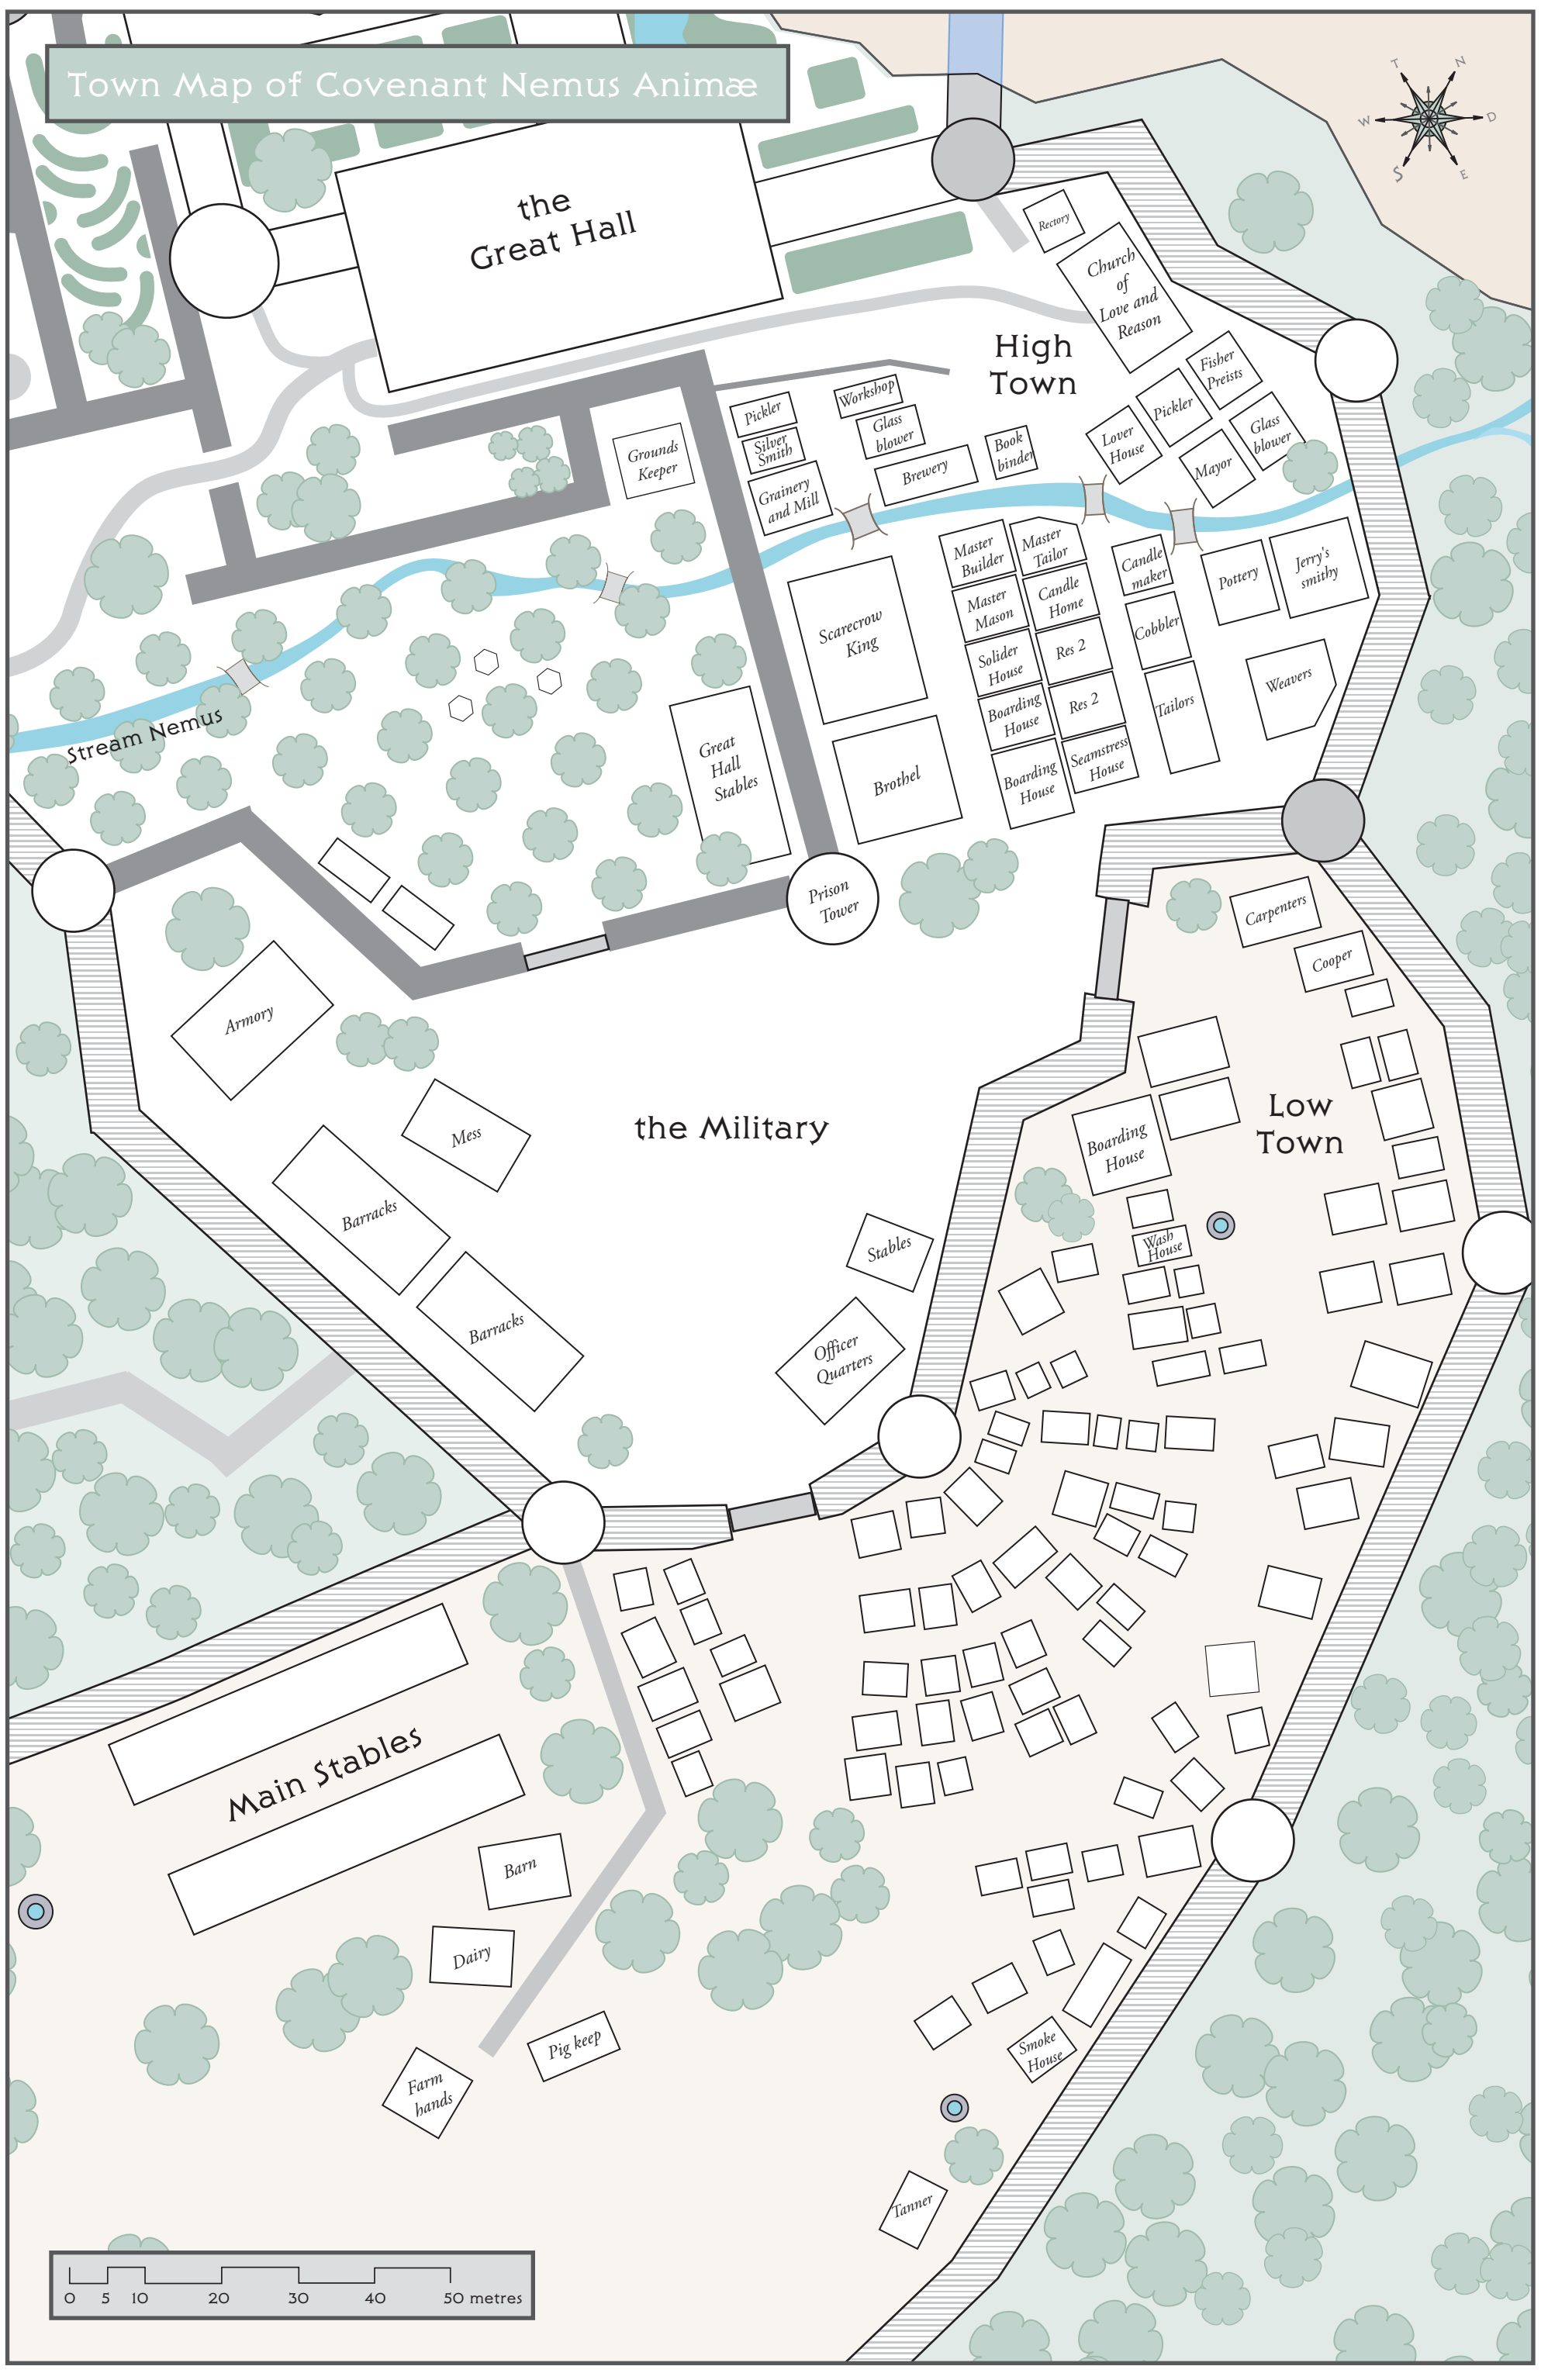 Town Map of Covenant Nemus Animæ
T
N
W
D
S
E
the
Great Hall
Rectory
Church
of
Love and
Reason
High
Town
Fisher
Preists
Pickler
Glass
blower
Lover
House
Mayor
Pickler
Silver
Smith
Grainery
and Mill
Workshop
Glass
blower
Brewery
Book
binder
Grounds
Keeper
Master
Builder
Master
Tailor
Candle
maker
Pottery
Jerry's
smithy
Master
Mason
Candle
Home
Cobbler
Scarecrow
King
Solider
House
Res 2
Weavers
Boarding
House
Res 2
Tailors
Boarding
House
Seamstress
House
Stream Nemus
Great
Hall
Stables
Brothel
Prison
Tower
Carpenters
Cooper
Armory
Mess
the Military
Low
Town
Boarding
House
Wash
House
Barracks
Stables
Barracks
Officer
Quarters
Main Stables
Barn
Dairy
Pig keep
Farm
hands
Smoke
House
Tanner
0 5 10 20 30 40 50 metres